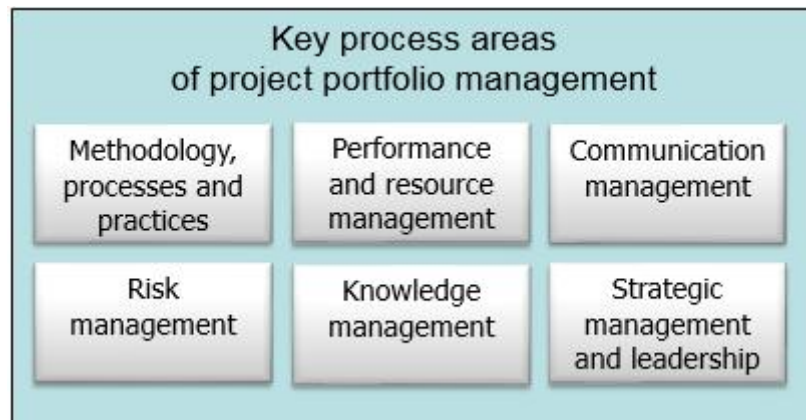 Key process areas
of project portfolio management
Methodology,
processes and
practices
Performance
and resource
management
Communication
management
Risk
management
Knowledge
management
Strategic
management
and leadership